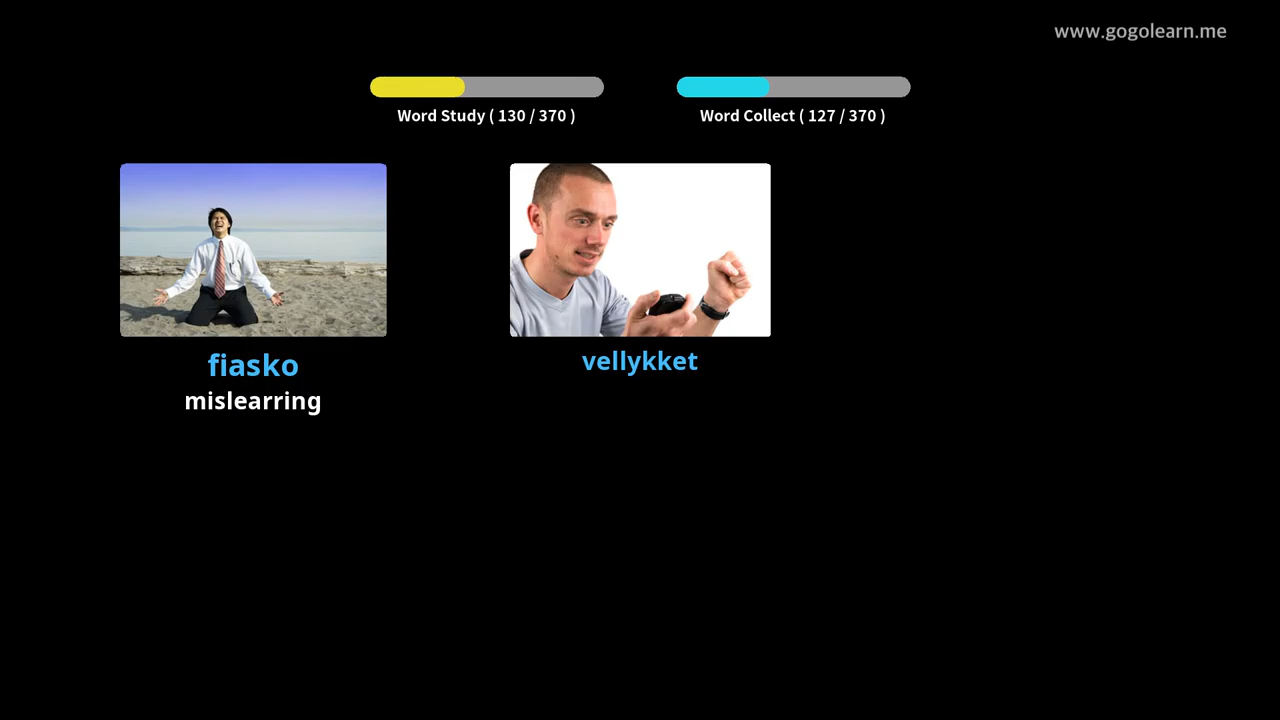 www.gogolearn.me
Word Study ( 130 / 370 )
Word Collect ( 127 / 370 )
fiasko
mislearring
vellykket